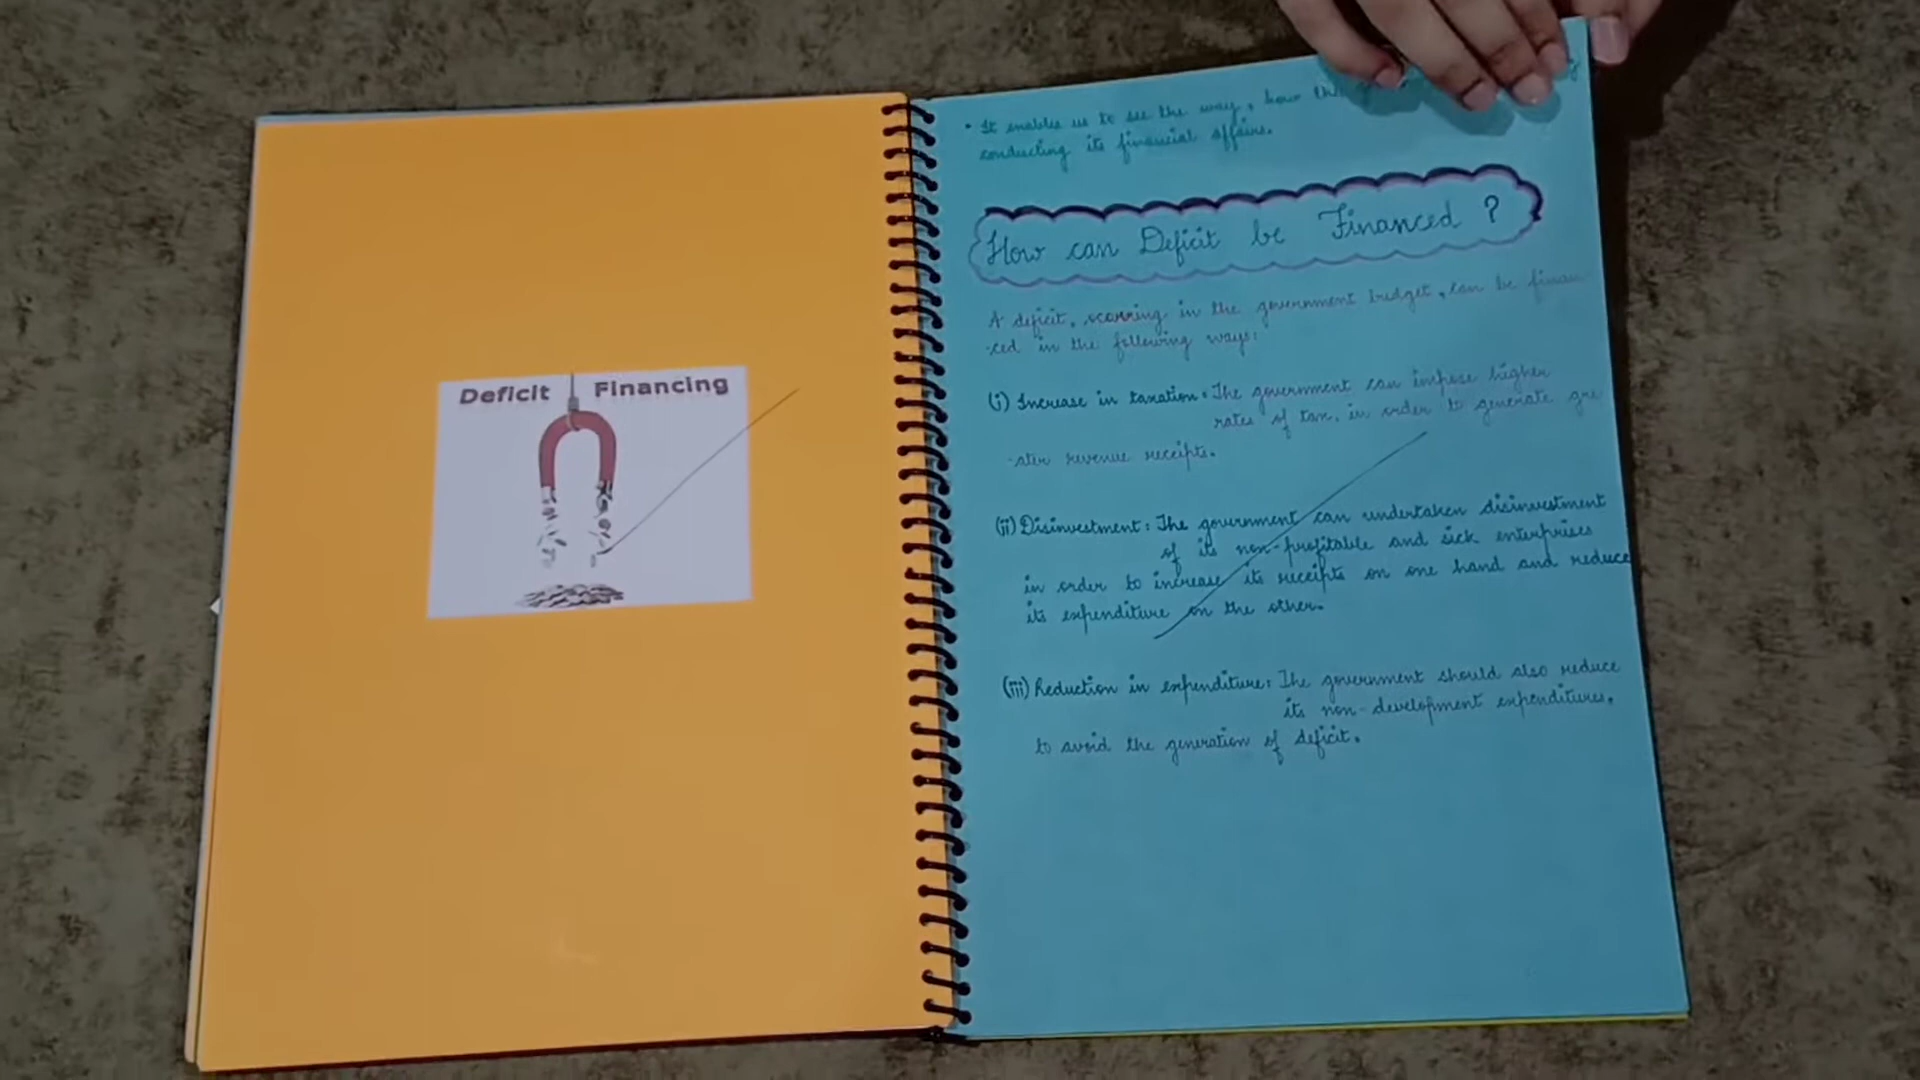 Deficit Financing
• It enables us to see the way, how
conducting its financial affairs.
How can Deficit be Financed ?
A deficit, occurring in the government budget, can be finan
-ced in the following ways:
(i) Increase in taxation: The government can impose higher
rates of tax, in order to generate gre
-ater revenue receipts.
(ii) Disinvestment: The government can undertaken disinvestment
of its non-profitable and sick enterprises
in order to increase its receipts on one hand and reduce
its expenditure on the other.
(iii) Reduction in expenditure: The government should also reduce
its non-development expenditures,
to avoid the generation of deficit.